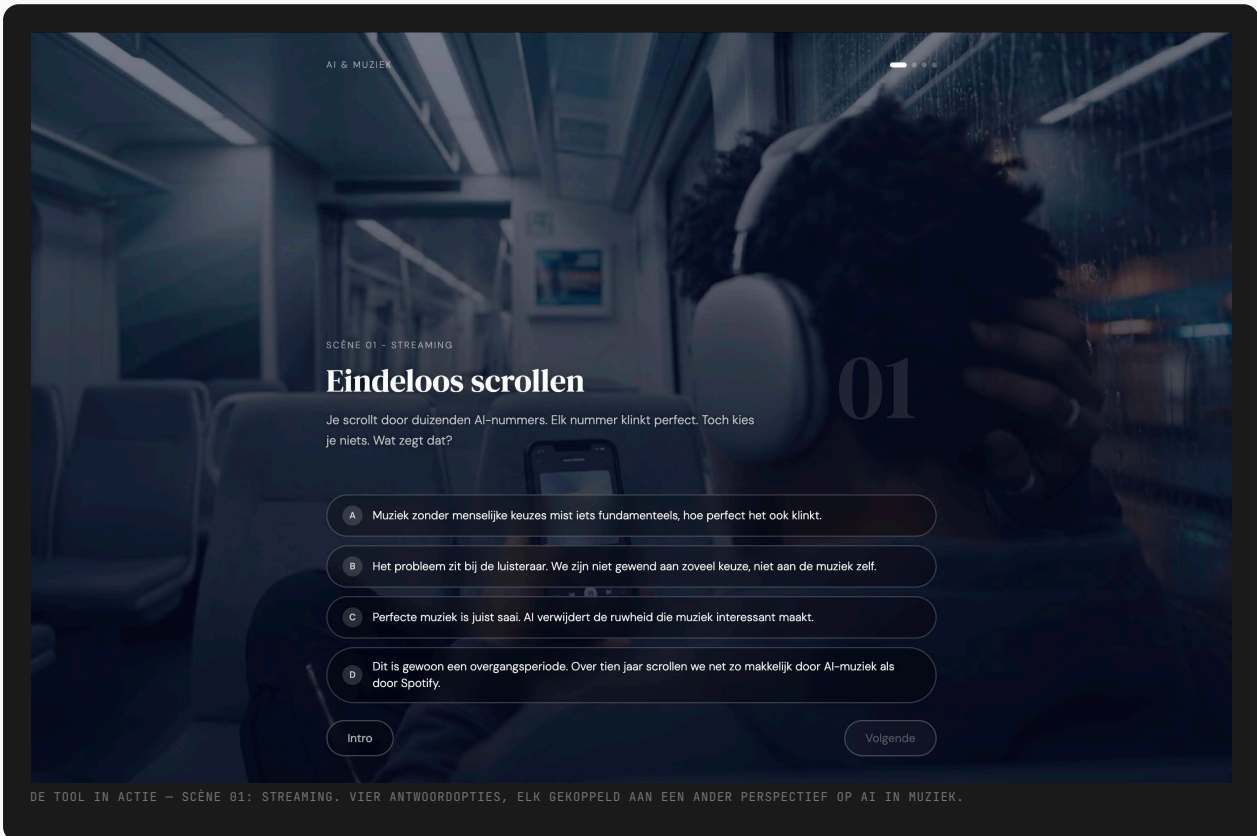 AI & MUZIEK
SCÈNE 01 - STREAMING
Eindeloos scrollen
01
Je scrollt door duizenden AI-nummers. Elk nummer klinkt perfect. Toch kies
je niets. Wat zegt dat?
A Muziek zonder menselijke keuzes mist iets fundamenteels, hoe perfect het ook klinkt.
B Het probleem zit bij de luisteraar. We zijn niet gewend aan zoveel keuze, niet aan de muziek zelf.
C Perfecte muziek is juist saai. AI verwijdert de ruwheid die muziek interessant maakt.
D Dit is gewoon een overgangsperiode. Over tien jaar scrollen we net zo makkelijk door AI-muziek als
door Spotify.
Intro Volgende
DE TOOL IN ACTIE — SCÈNE 01: STREAMING. VIER ANTWOORDOPTIES, ELK GEKOPPELD AAN EEN ANDER PERSPECTIEF OP AI IN MUZIEK.